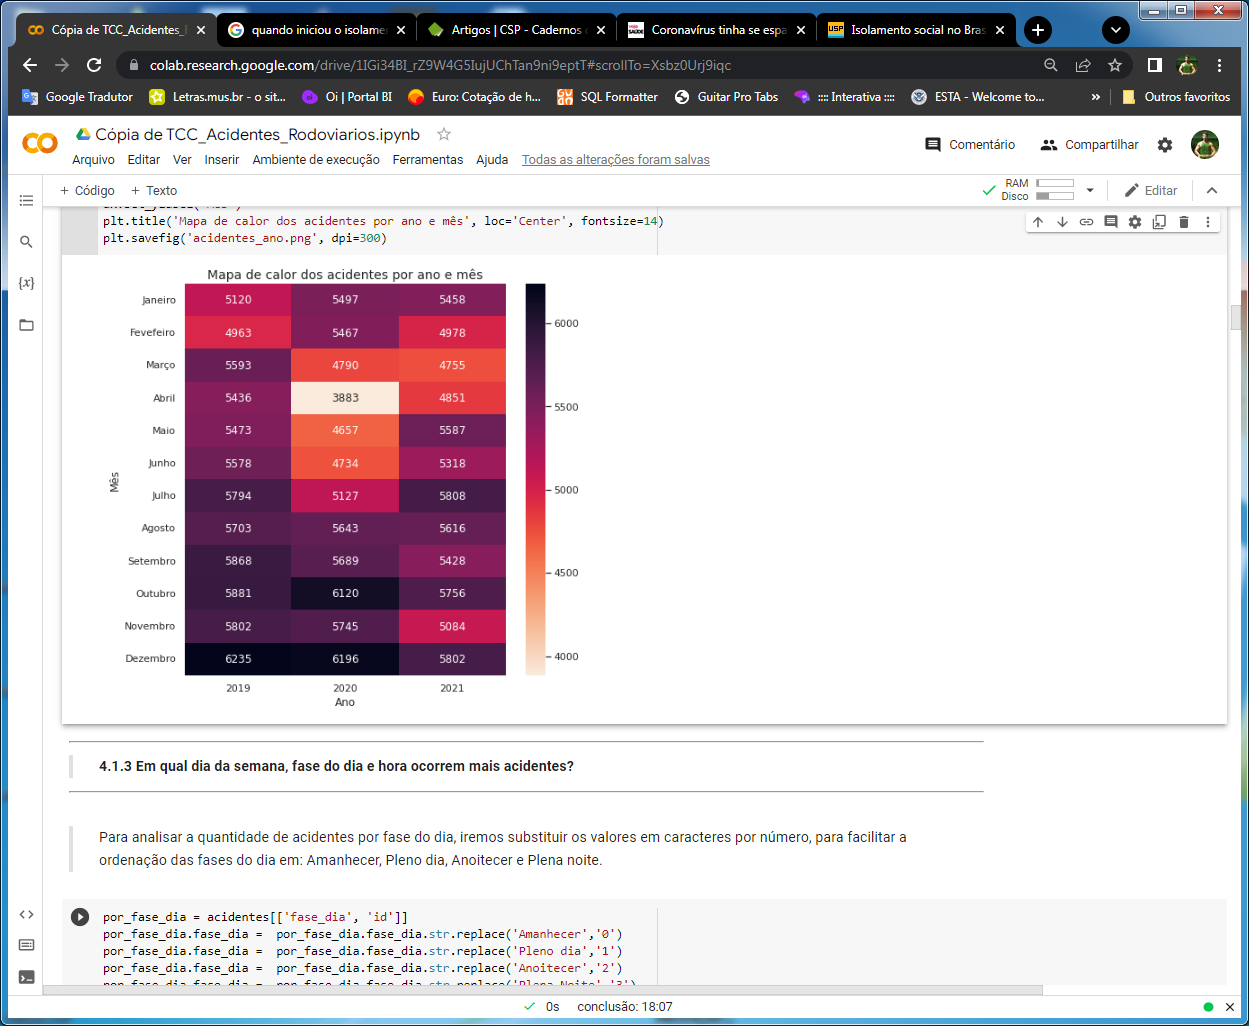 Cópia de TCC_Acidentes_
quando iniciou o isolame
Artigos | CSP - Cadernos
Coronavírus tinha se espa
Isolamento social no Bras
colab.research.google.com/drive/1IGi34BI_rZ9W4G5IujUChTan9ni9eptT#scrollTo=Xsbz0Urj9iqc
Google Tradutor
Letras.mus.br - o sit...
Oi | Portal BI
Euro: Cotação de h...
SQL Formatter
Guitar Pro Tabs
:::: Interativa ::::
ESTA - Welcome to...
»
Outros favoritos
Cópia de TCC_Acidentes_Rodoviarios.ipynb
Comentário
Compartilhar
Arquivo Editar Ver Inserir Ambiente de execução Ferramentas Ajuda Todas as alterações foram salvas
+ Código + Texto
RAM
Disco
Editar
plt.title('Mapa de calor dos acidentes por ano e mês', loc='Center', fontsize=14)
plt.savefig('acidentes_ano.png', dpi=300)
Mapa de calor dos acidentes por ano e mês
Janeiro 5120 5497 5458
Fevefeiro 4963 5467 4978
Março 5593 4790 4755
Abril 5436 3883 4851
Maio 5473 4657 5587
Junho 5578 4734 5318
Julho 5794 5127 5808
Agosto 5703 5643 5616
Setembro 5868 5689 5428
Outubro 5881 6120 5756
Novembro 5802 5745 5084
Dezembro 6235 6196 5802
2019 2020 2021
Ano
Mês
6000
5500
5000
4500
4000
4.1.3 Em qual dia da semana, fase do dia e hora ocorrem mais acidentes?
Para analisar a quantidade de acidentes por fase do dia, iremos substituir os valores em caracteres por número, para facilitar a
ordenação das fases do dia em: Amanhecer, Pleno dia, Anoitecer e Plena noite.
por_fase_dia = acidentes[['fase_dia', 'id']]
por_fase_dia.fase_dia = por_fase_dia.fase_dia.str.replace('Amanhecer','0')
por_fase_dia.fase_dia = por_fase_dia.fase_dia.str.replace('Pleno dia','1')
por_fase_dia.fase_dia = por_fase_dia.fase_dia.str.replace('Anoitecer','2')
por_fase_dia.fase_dia = por_fase_dia.fase_dia.str.replace('Plena Noite','3')
0s conclusão: 18:07